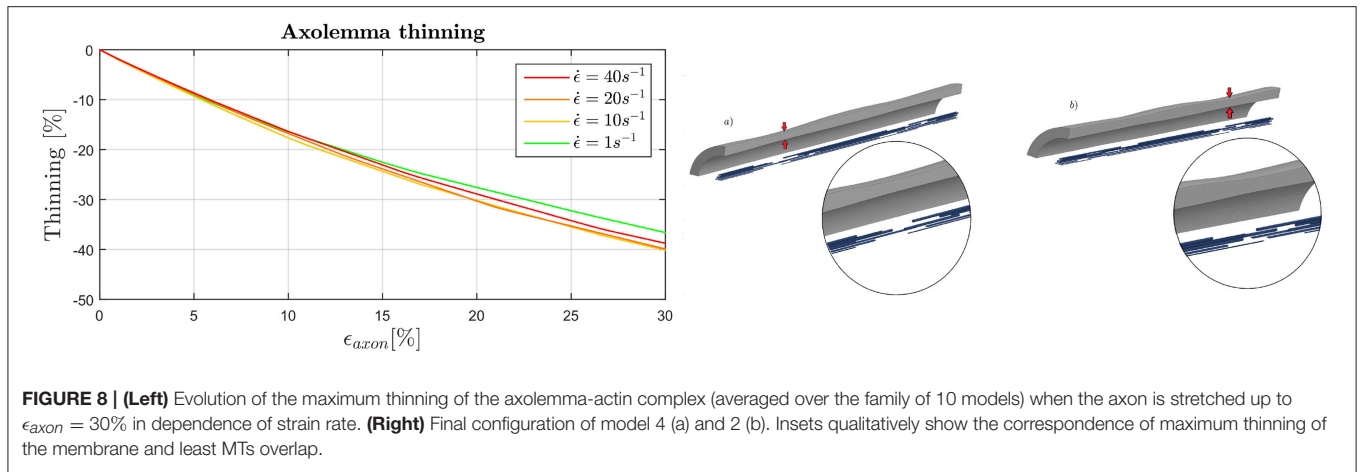 Axolemma thinning
0
-10
-20
-30
-40
-50
Thinning [%]
0 5 10 15 20 25 30
ϵ_axon[%]
ϵ̇ = 40s⁻¹
ϵ̇ = 20s⁻¹
ϵ̇ = 10s⁻¹
ϵ̇ = 1s⁻¹
a)
b)
FIGURE 8 | (Left) Evolution of the maximum thinning of the axolemma-actin complex (averaged over the family of 10 models) when the axon is stretched up to
ϵ_axon = 30% in dependence of strain rate. (Right) Final configuration of model 4 (a) and 2 (b). Insets qualitatively show the correspondence of maximum thinning of
the membrane and least MTs overlap.